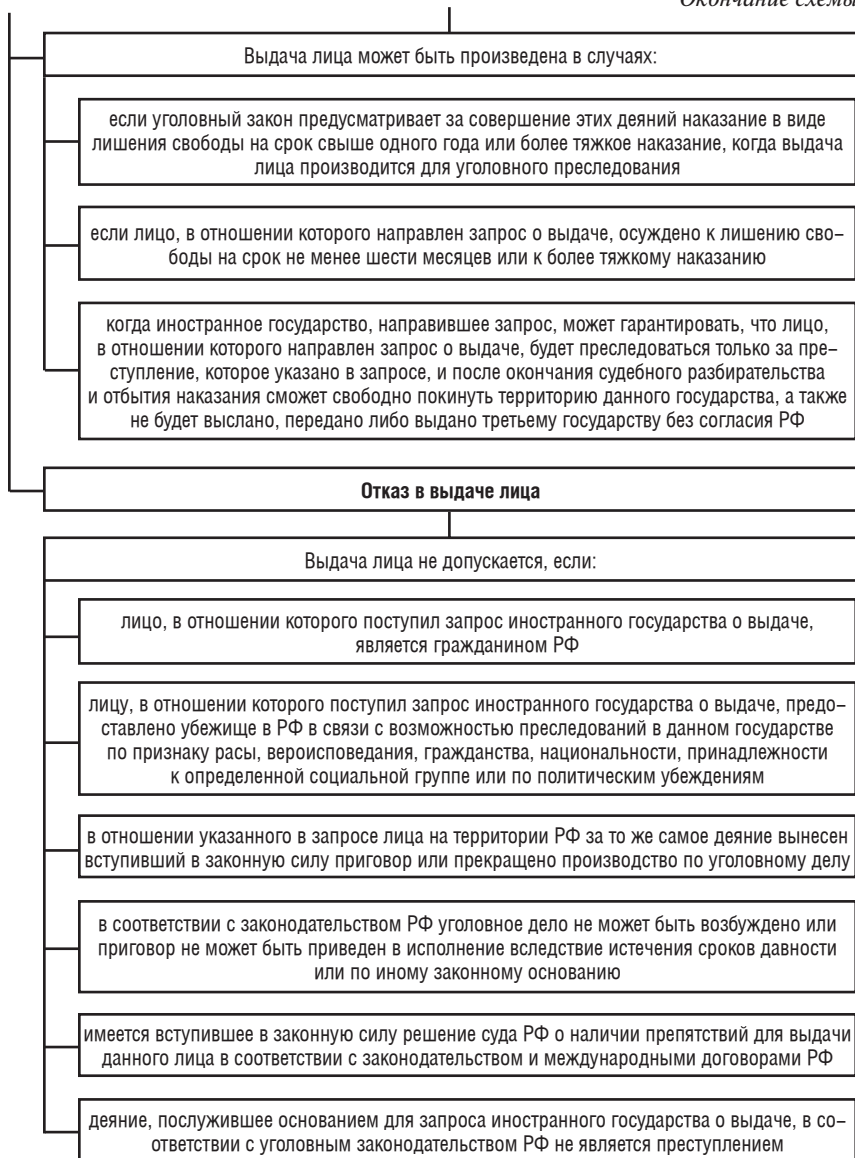 Окончание схемы
Выдача лица может быть произведена в случаях:
если уголовный закон предусматривает за совершение этих деяний наказание в виде
лишения свободы на срок свыше одного года или более тяжкое наказание, когда выдача
лица производится для уголовного преследования
если лицо, в отношении которого направлен запрос о выдаче, осуждено к лишению сво-
боды на срок не менее шести месяцев или к более тяжкому наказанию
когда иностранное государство, направившее запрос, может гарантировать, что лицо,
в отношении которого направлен запрос о выдаче, будет преследоваться только за пре-
ступление, которое указано в запросе, и после окончания судебного разбирательства
и отбытия наказания сможет свободно покинуть территорию данного государства, а также
не будет выслано, передано либо выдано третьему государству без согласия РФ
Отказ в выдаче лица
Выдача лица не допускается, если:
лицо, в отношении которого поступил запрос иностранного государства о выдаче,
является гражданином РФ
лицу, в отношении которого поступил запрос иностранного государства о выдаче, предо-
ставлено убежище в РФ в связи с возможностью преследований в данном государстве
по признаку расы, вероисповедания, гражданства, национальности, принадлежности
к определенной социальной группе или по политическим убеждениям
в отношении указанного в запросе лица на территории РФ за то же самое деяние вынесен
вступивший в законную силу приговор или прекращено производство по уголовному делу
в соответствии с законодательством РФ уголовное дело не может быть возбуждено или
приговор не может быть приведен в исполнение вследствие истечения сроков давности
или по иному законному основанию
имеется вступившее в законную силу решение суда РФ о наличии препятствий для выдачи
данного лица в соответствии с законодательством и международными договорами РФ
деяние, послужившее основанием для запроса иностранного государства о выдаче, в со-
ответствии с уголовным законодательством РФ не является преступлением